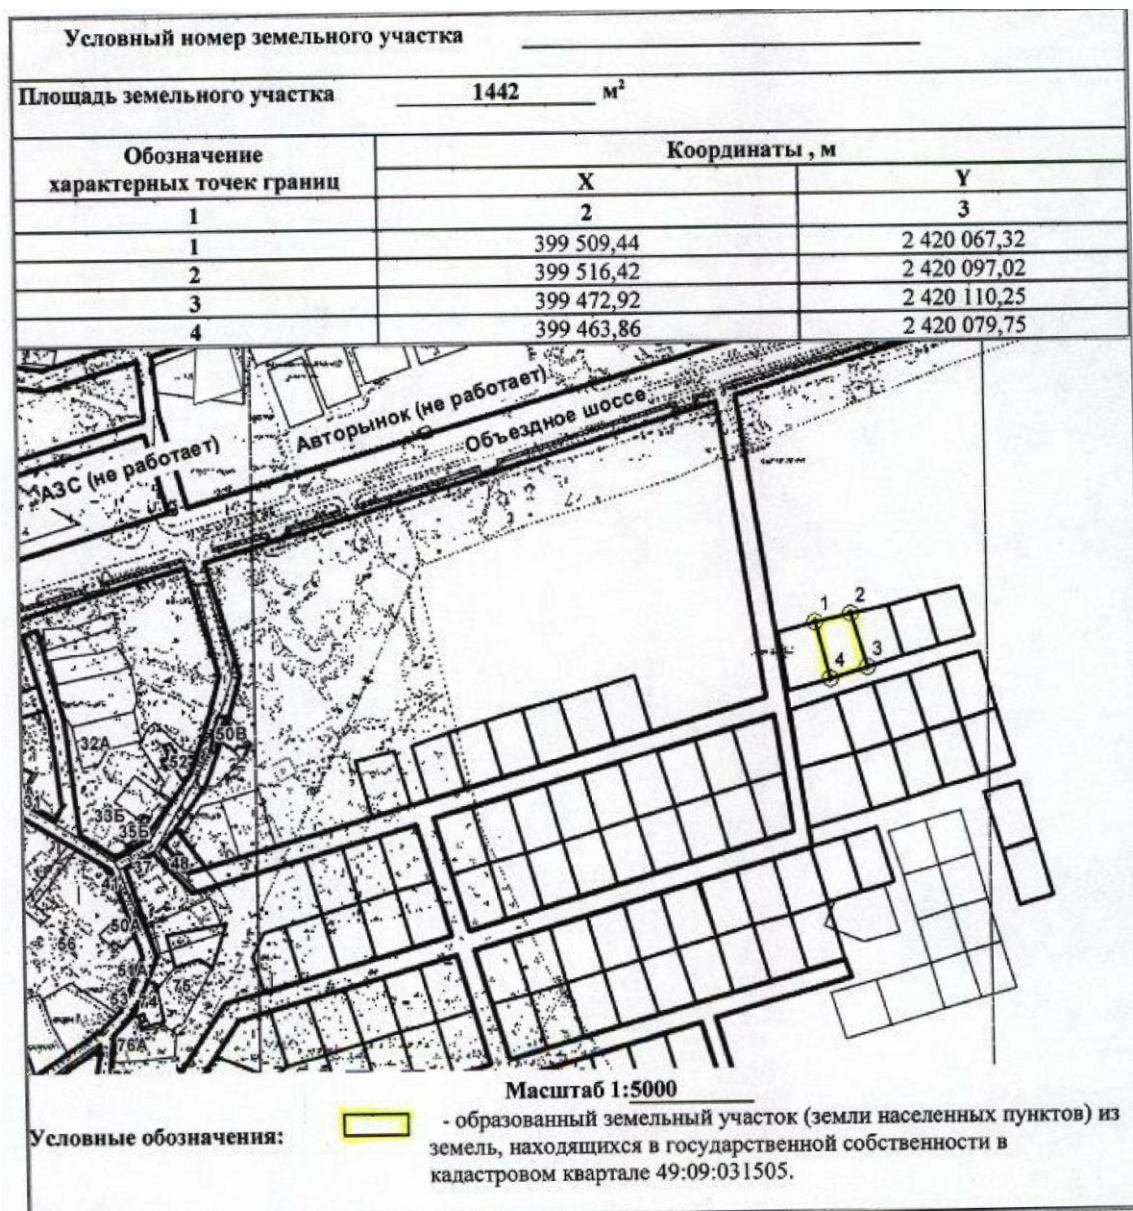 Условный номер земельного участка
Площадь земельного участка 1442 м²
Обозначение
характерных точек границ
Координаты , м
X Y
1 2 3
1 399 509,44 2 420 067,32
2 399 516,42 2 420 097,02
3 399 472,92 2 420 110,25
4 399 463,86 2 420 079,75
Авторынок (не работает)
Объездное шоссе
АЗС (не работает)
1
2
3
4
50В
32А
52
31
33Б
35Б
37
48
50А
56
61А
53
75
76А
Масштаб 1:5000
Условные обозначения:
- образованный земельный участок (земли населенных пунктов) из
земель, находящихся в государственной собственности в
кадастровом квартале 49:09:031505.